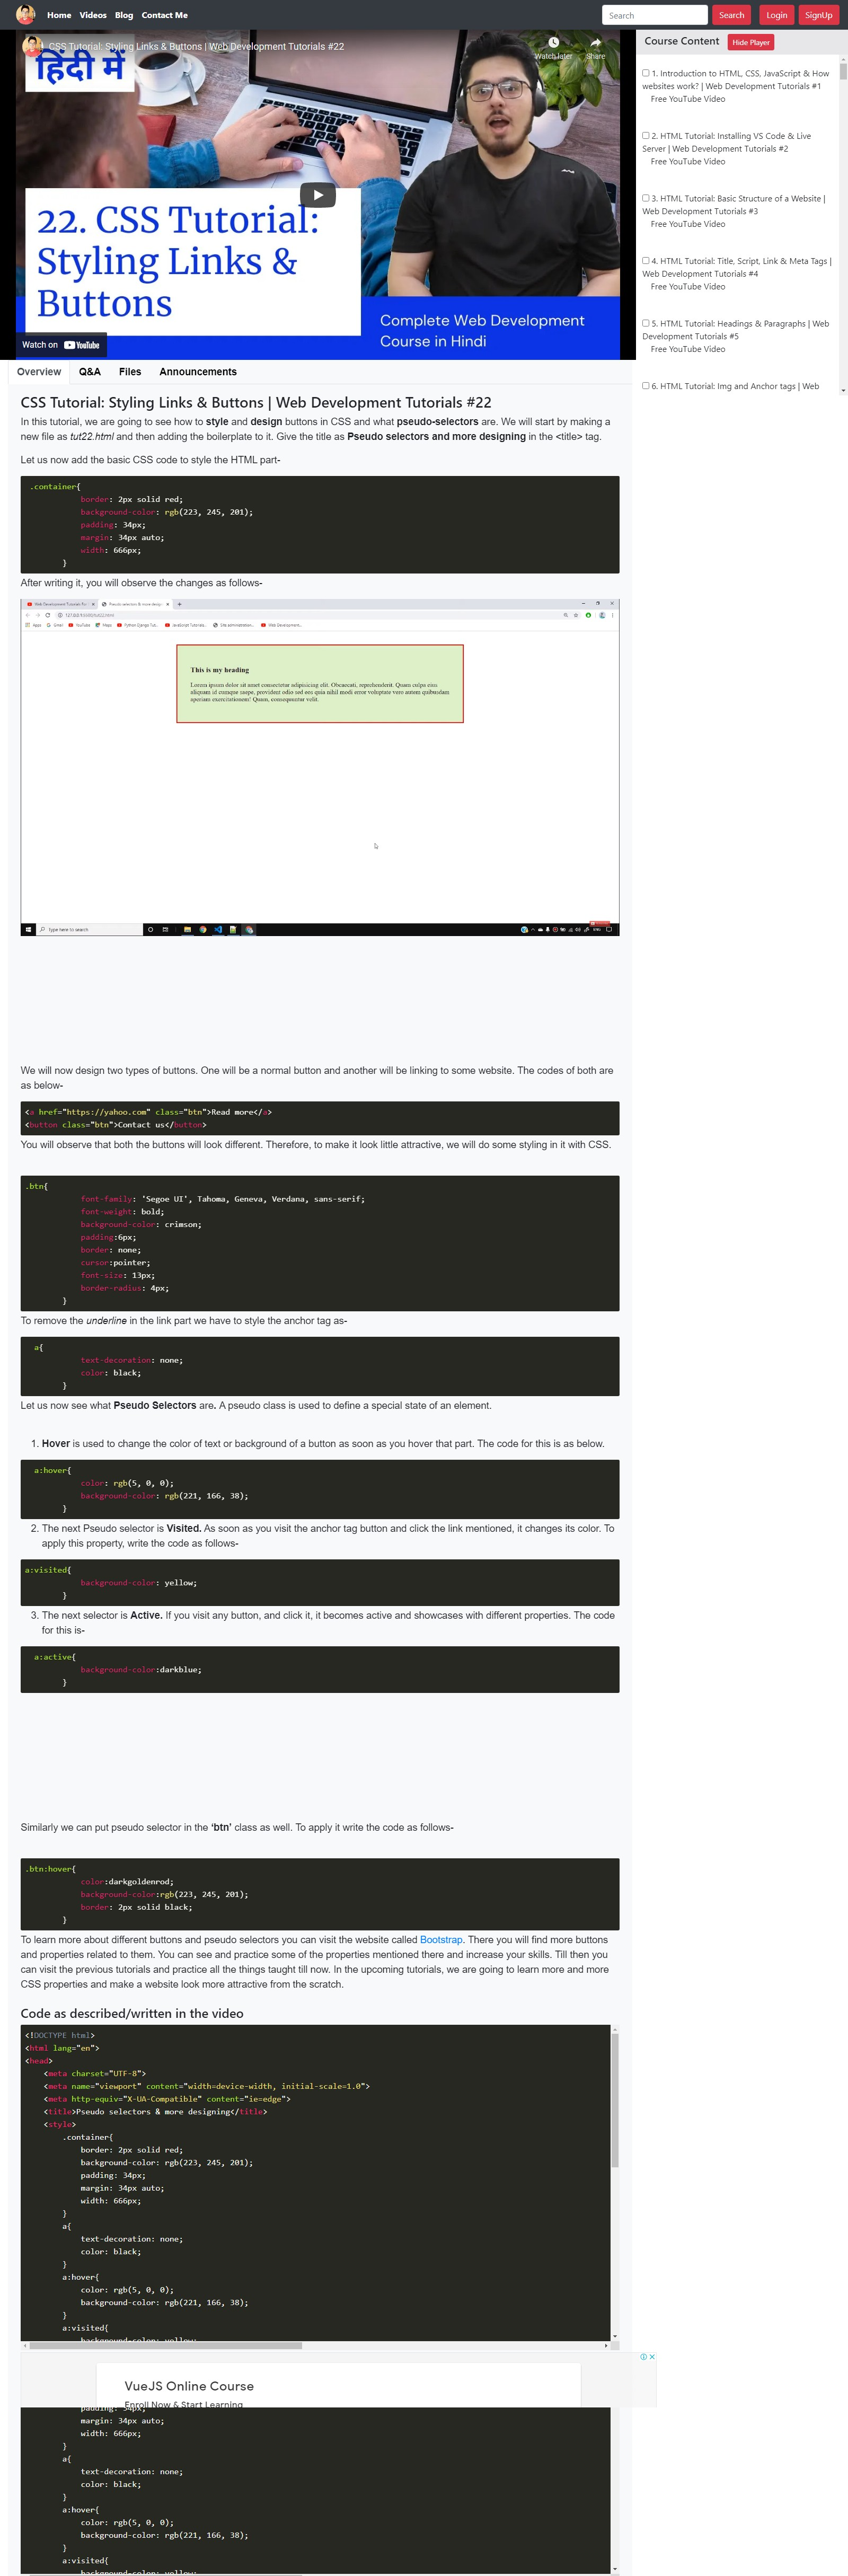 Home Videos Blog Contact Me
Search
Search
Login
SignUp
CSS Tutorial: Styling Links & Buttons | Web Development Tutorials #22
Watch later
Share
हिंदी में
22. CSS Tutorial:
Styling Links &
Buttons
Complete Web Development
Course in Hindi
Watch on YouTube
Course Content
Hide Player
1. Introduction to HTML, CSS, JavaScript & How
websites work? | Web Development Tutorials #1
Free YouTube Video
2. HTML Tutorial: Installing VS Code & Live
Server | Web Development Tutorials #2
Free YouTube Video
3. HTML Tutorial: Basic Structure of a Website |
Web Development Tutorials #3
Free YouTube Video
4. HTML Tutorial: Title, Script, Link & Meta Tags |
Web Development Tutorials #4
Free YouTube Video
5. HTML Tutorial: Headings & Paragraphs | Web
Development Tutorials #5
Free YouTube Video
6. HTML Tutorial: Img and Anchor tags | Web
Overview Q&A Files Announcements
CSS Tutorial: Styling Links & Buttons | Web Development Tutorials #22
In this tutorial, we are going to see how to style and design buttons in CSS and what pseudo-selectors are. We will start by making a
new file as tut22.html and then adding the boilerplate to it. Give the title as Pseudo selectors and more designing in the <title> tag.
Let us now add the basic CSS code to style the HTML part-
.container{
border: 2px solid red;
background-color: rgb(223, 245, 201);
padding: 34px;
margin: 34px auto;
width: 666px;
}
After writing it, you will observe the changes as follows-
This is my heading
Lorem ipsum dolor sit amet consectetur adipisicing elit. Obcaecati, reprehenderit. Quam culpa eius
aliquam id cumque saepe, provident odio sed eos quia nihil modi error voluptate vero autem quibusdam
aperiam exercitationem! Quam, consequuntur velit.
Type here to search
We will now design two types of buttons. One will be a normal button and another will be linking to some website. The codes of both are
as below-
<a href="https://yahoo.com" class="btn">Read more</a>
<button class="btn">Contact us</button>
You will observe that both the buttons will look different. Therefore, to make it look little attractive, we will do some styling in it with CSS.
.btn{
font-family: 'Segoe UI', Tahoma, Geneva, Verdana, sans-serif;
font-weight: bold;
background-color: crimson;
padding:6px;
border: none;
cursor:pointer;
font-size: 13px;
border-radius: 4px;
}
To remove the underline in the link part we have to style the anchor tag as-
a{
text-decoration: none;
color: black;
}
Let us now see what Pseudo Selectors are. A pseudo class is used to define a special state of an element.
1. Hover is used to change the color of text or background of a button as soon as you hover that part. The code for this is as below.
a:hover{
color: rgb(5, 0, 0);
background-color: rgb(221, 166, 38);
}
2. The next Pseudo selector is Visited. As soon as you visit the anchor tag button and click the link mentioned, it changes its color. To
apply this property, write the code as follows-
a:visited{
background-color: yellow;
}
3. The next selector is Active. If you visit any button, and click it, it becomes active and showcases with different properties. The code
for this is-
a:active{
background-color:darkblue;
}
Similarly we can put pseudo selector in the ‘btn’ class as well. To apply it write the code as follows-
.btn:hover{
color:darkgoldenrod;
background-color:rgb(223, 245, 201);
border: 2px solid black;
}
To learn more about different buttons and pseudo selectors you can visit the website called Bootstrap. There you will find more buttons
and properties related to them. You can see and practice some of the properties mentioned there and increase your skills. Till then you
can visit the previous tutorials and practice all the things taught till now. In the upcoming tutorials, we are going to learn more and more
CSS properties and make a website look more attractive from the scratch.
Code as described/written in the video
<!DOCTYPE html>
<html lang="en">
<head>
<meta charset="UTF-8">
<meta name="viewport" content="width=device-width, initial-scale=1.0">
<meta http-equiv="X-UA-Compatible" content="ie=edge">
<title>Pseudo selectors & more designing</title>
<style>
.container{
border: 2px solid red;
background-color: rgb(223, 245, 201);
padding: 34px;
margin: 34px auto;
width: 666px;
}
a{
text-decoration: none;
color: black;
}
a:hover{
color: rgb(5, 0, 0);
background-color: rgb(221, 166, 38);
}
a:visited{
background-color: yellow;
VueJS Online Course
Enroll Now & Start Learning
padding: 34px;
margin: 34px auto;
width: 666px;
}
a{
text-decoration: none;
color: black;
}
a:hover{
color: rgb(5, 0, 0);
background-color: rgb(221, 166, 38);
}
a:visited{
background-color: yellow;